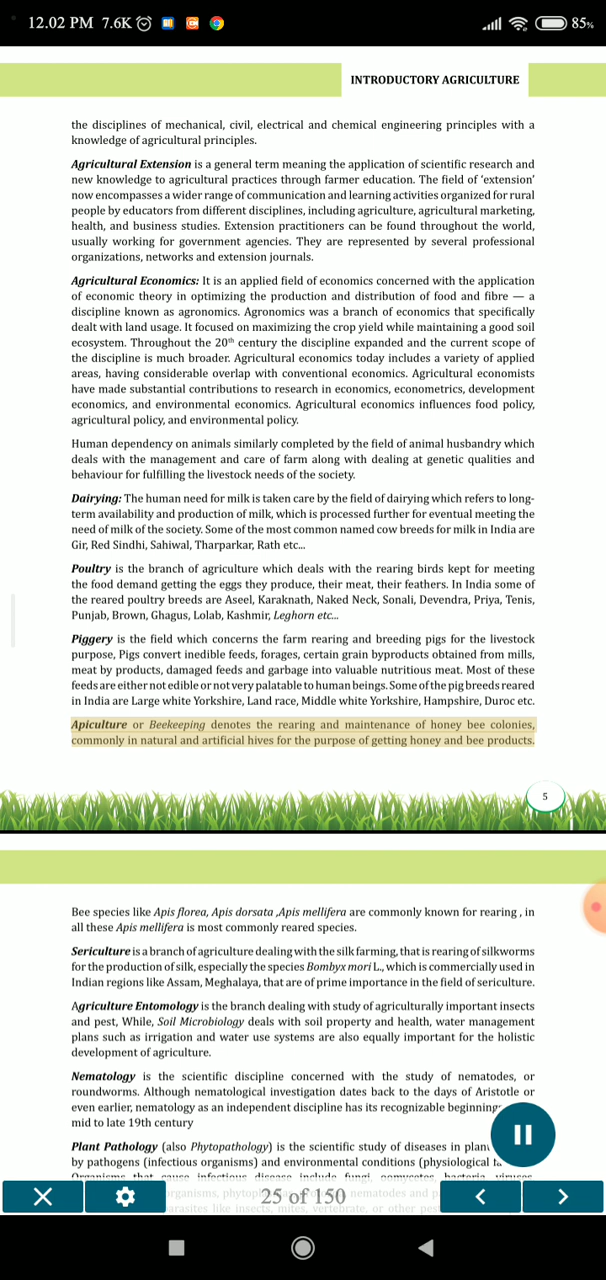 12.02 PM 7.6K
85%
INTRODUCTORY AGRICULTURE
the disciplines of mechanical, civil, electrical and chemical engineering principles with a
knowledge of agricultural principles.
Agricultural Extension is a general term meaning the application of scientific research and
new knowledge to agricultural practices through farmer education. The field of ‘extension’
now encompasses a wider range of communication and learning activities organized for rural
people by educators from different disciplines, including agriculture, agricultural marketing,
health, and business studies. Extension practitioners can be found throughout the world,
usually working for government agencies. They are represented by several professional
organizations, networks and extension journals.
Agricultural Economics: It is an applied field of economics concerned with the application
of economic theory in optimizing the production and distribution of food and fibre — a
discipline known as agronomics. Agronomics was a branch of economics that specifically
dealt with land usage. It focused on maximizing the crop yield while maintaining a good soil
ecosystem. Throughout the 20th century the discipline expanded and the current scope of
the discipline is much broader. Agricultural economics today includes a variety of applied
areas, having considerable overlap with conventional economics. Agricultural economists
have made substantial contributions to research in economics, econometrics, development
economics, and environmental economics. Agricultural economics influences food policy,
agricultural policy, and environmental policy.
Human dependency on animals similarly completed by the field of animal husbandry which
deals with the management and care of farm along with dealing at genetic qualities and
behaviour for fulfilling the livestock needs of the society.
Dairying: The human need for milk is taken care by the field of dairying which refers to long-
term availability and production of milk, which is processed further for eventual meeting the
need of milk of the society. Some of the most common named cow breeds for milk in India are
Gir, Red Sindhi, Sahiwal, Tharparkar, Rath etc...
Poultry is the branch of agriculture which deals with the rearing birds kept for meeting
the food demand getting the eggs they produce, their meat, their feathers. In India some of
the reared poultry breeds are Aseel, Karaknath, Naked Neck, Sonali, Devendra, Priya, Tenis,
Punjab, Brown, Ghagus, Lolab, Kashmir, Leghorn etc...
Piggery is the field which concerns the farm rearing and breeding pigs for the livestock
purpose, Pigs convert inedible feeds, forages, certain grain byproducts obtained from mills,
meat by products, damaged feeds and garbage into valuable nutritious meat. Most of these
feeds are either not edible or not very palatable to human beings. Some of the pig breeds reared
in India are Large white Yorkshire, Land race, Middle white Yorkshire, Hampshire, Duroc etc.
Apiculture or Beekeeping denotes the rearing and maintenance of honey bee colonies,
commonly in natural and artificial hives for the purpose of getting honey and bee products.
5
Bee species like Apis florea, Apis dorsata ,Apis mellifera are commonly known for rearing , in
all these Apis mellifera is most commonly reared species.
Sericulture is a branch of agriculture dealing with the silk farming, that is rearing of silkworms
for the production of silk, especially the species Bombyx mori L., which is commercially used in
Indian regions like Assam, Meghalaya, that are of prime importance in the field of sericulture.
Agriculture Entomology is the branch dealing with study of agriculturally important insects
and pest, While, Soil Microbiology deals with soil property and health, water management
plans such as irrigation and water use systems are also equally important for the holistic
development of agriculture.
Nematology is the scientific discipline concerned with the study of nematodes, or
roundworms. Although nematological investigation dates back to the days of Aristotle or
even earlier, nematology as an independent discipline has its recognizable beginning
mid to late 19th century
Plant Pathology (also Phytopathology) is the scientific study of diseases in plan
by pathogens (infectious organisms) and environmental conditions (physiological
Organisms that cause infectious disease include fungi, oomycetes, bacteria, viruses,
organisms, nematodes and
25 of 150
parasites like insects, mites, vertebrate, or other